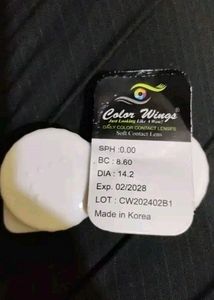 Color Wings
Just Looking Like A Wow!!
DAILY COLOR CONTACT LENSES
Soft Contact Lens
SPH :0.00
BC : 8.60
DIA : 14.2
Exp. 02/2028
LOT : CW202402B1
Made in Korea